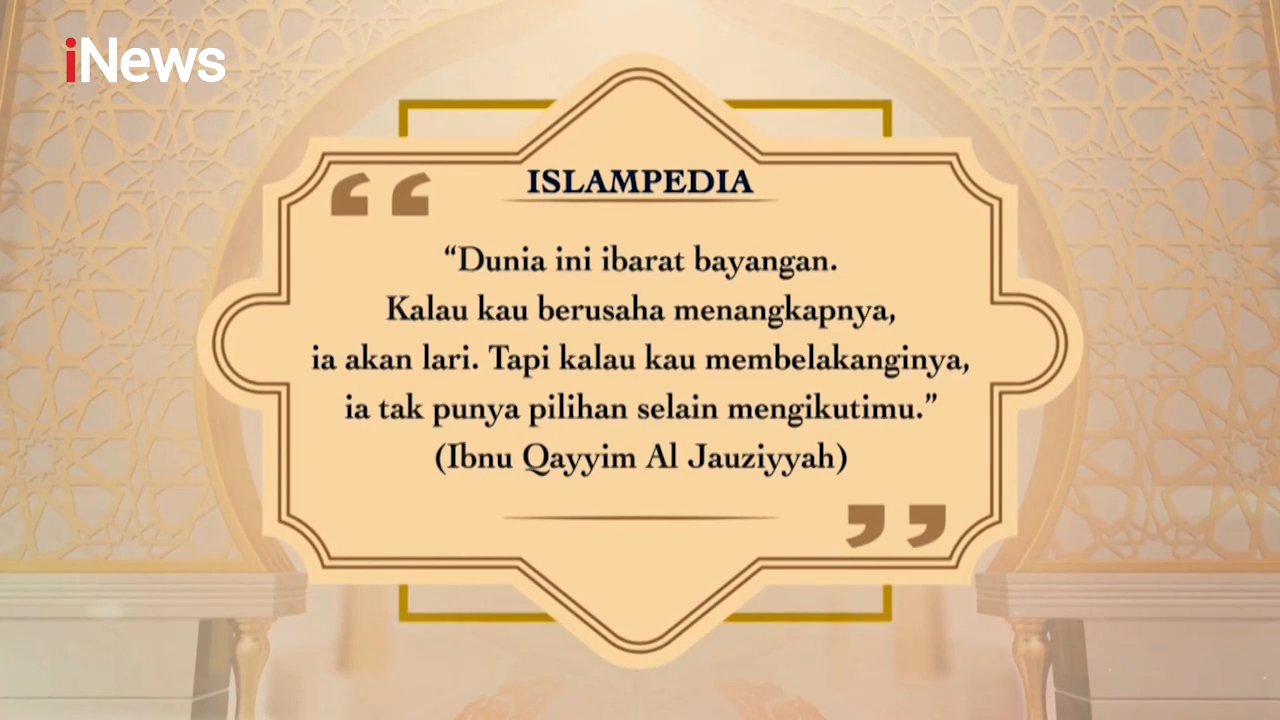 iNews
ISLAMPEDIA
“Dunia ini ibarat bayangan.
Kalau kau berusaha menangkapnya,
ia akan lari. Tapi kalau kau membelakanginya,
ia tak punya pilihan selain mengikutimu.”
(Ibnu Qayyim Al Jauziyyah)